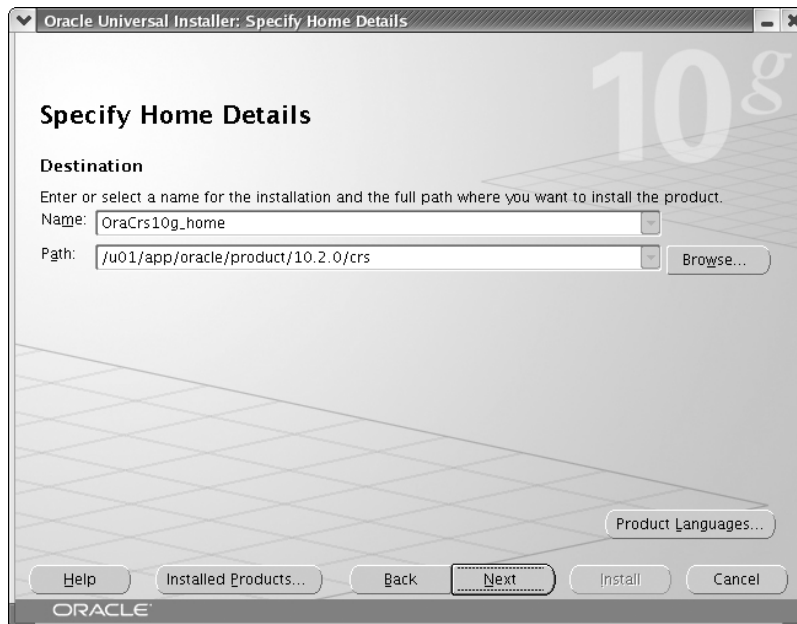 Oracle Universal Installer: Specify Home Details
10g
Specify Home Details
Destination
Enter or select a name for the installation and the full path where you want to install the product.
Name: OraCrs10g_home
Path: /u01/app/oracle/product/10.2.0/crs Browse...
Product Languages...
Help Installed Products... Back Next Install Cancel
ORACLE